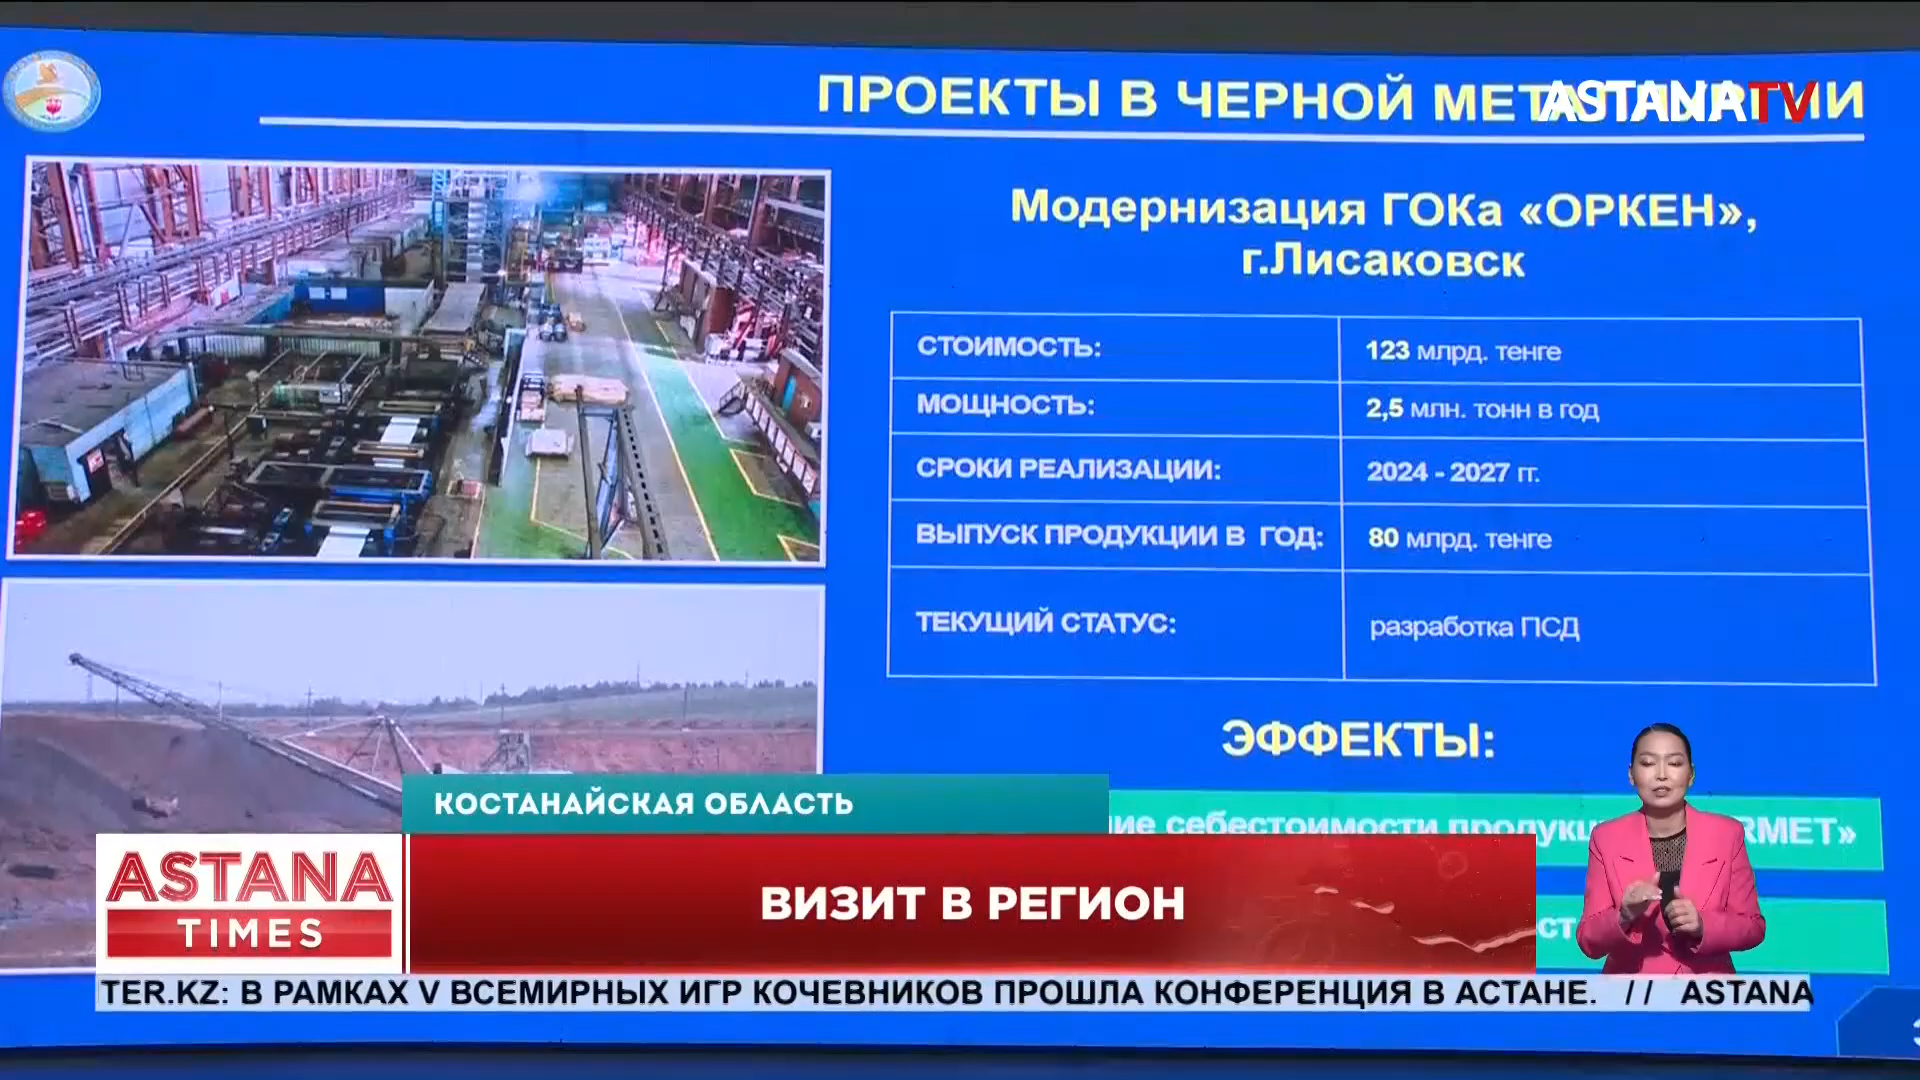 ПРОЕКТЫ В ЧЕРНОЙ
ASTANA TV
Модернизация ГОКа «ОРКЕН»,
г.Лисаковск
СТОИМОСТЬ: 123 млрд. тенге
МОЩНОСТЬ: 2,5 млн. тонн в год
СРОКИ РЕАЛИЗАЦИИ: 2024 - 2027 гг.
ВЫПУСК ПРОДУКЦИИ В ГОД: 80 млрд. тенге
ТЕКУЩИЙ СТАТУС: разработка ПСД
ЭФФЕКТЫ:
себестоимости
КОСТАНАЙСКАЯ ОБЛАСТЬ
ASTANA
TIMES
ВИЗИТ В РЕГИОН
TER.KZ: В РАМКАХ V ВСЕМИРНЫХ ИГР КОЧЕВНИКОВ ПРОШЛА КОНФЕРЕНЦИЯ В АСТАНЕ. // ASTANA